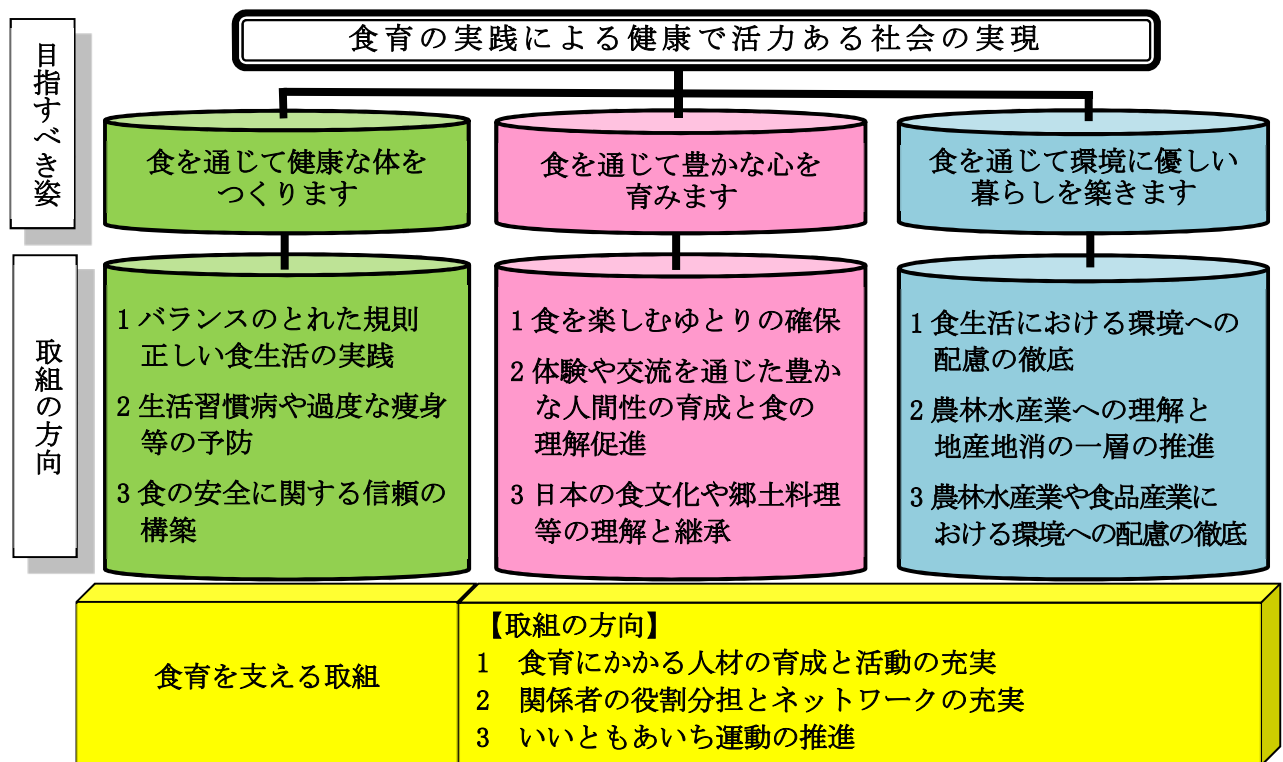 目指すべき姿
食育の実践による健康で活力ある社会の実現
食を通じて健康な体を
つくります
食を通じて豊かな心を
育みます
食を通じて環境に優しい
暮らしを築きます
取組の方向
1 バランスのとれた規則
正しい食生活の実践
2 生活習慣病や過度な痩身
等の予防
3 食の安全に関する信頼の
構築
1 食を楽しむゆとりの確保
2 体験や交流を通じた豊か
な人間性の育成と食の
理解促進
3 日本の食文化や郷土料理
等の理解と継承
1 食生活における環境への
配慮の徹底
2 農林水産業への理解と
地産地消の一層の推進
3 農林水産業や食品産業に
おける環境への配慮の徹底
食育を支える取組
【取組の方向】
1 食育にかかる人材の育成と活動の充実
2 関係者の役割分担とネットワークの充実
3 いいともあいち運動の推進